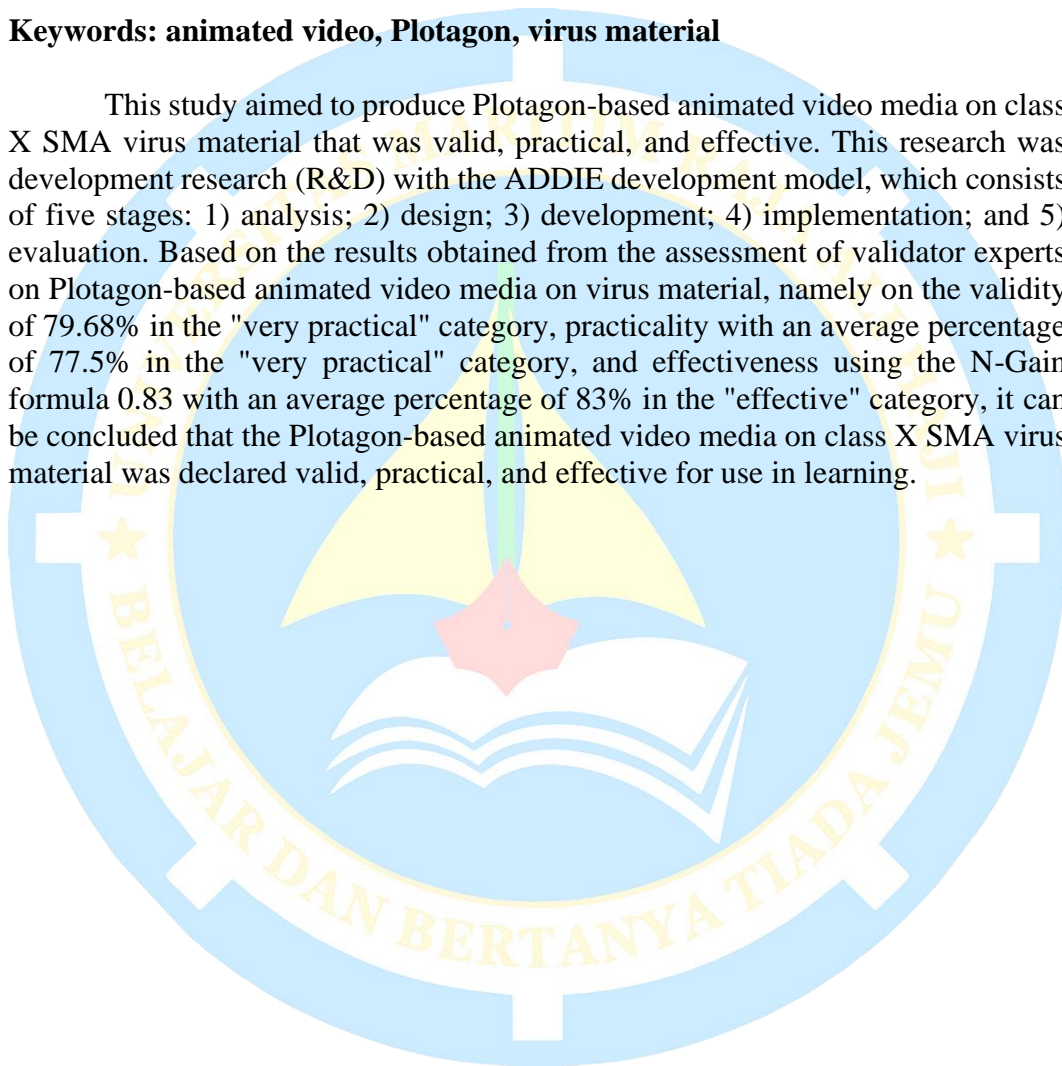 Keywords: animated video, Plotagon, virus material
This study aimed to produce Plotagon-based animated video media on class
X SMA virus material that was valid, practical, and effective. This research was
development research (R&D) with the ADDIE development model, which consists
of five stages: 1) analysis; 2) design; 3) development; 4) implementation; and 5)
evaluation. Based on the results obtained from the assessment of validator experts
on Plotagon-based animated video media on virus material, namely on the validity
of 79.68% in the "very practical" category, practicality with an average percentage
of 77.5% in the "very practical" category, and effectiveness using the N-Gain
formula 0.83 with an average percentage of 83% in the "effective" category, it can
be concluded that the Plotagon-based animated video media on class X SMA virus
material was declared valid, practical, and effective for use in learning.
UNIVERSITAS MARITIM RAJA ALI HAJI
BELAJAR DAN BERTANYA TIADA JEMU